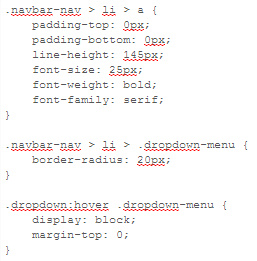 .navbar-nav > li > a {
    padding-top: 0px;
    padding-bottom: 0px;
    line-height: 145px;
    font-size: 25px;
    font-weight: bold;
    font-family: serif;
}

.navbar-nav > li > .dropdown-menu {
    border-radius: 20px;
}

.dropdown:hover .dropdown-menu {
    display: block;
    margin-top: 0;
}